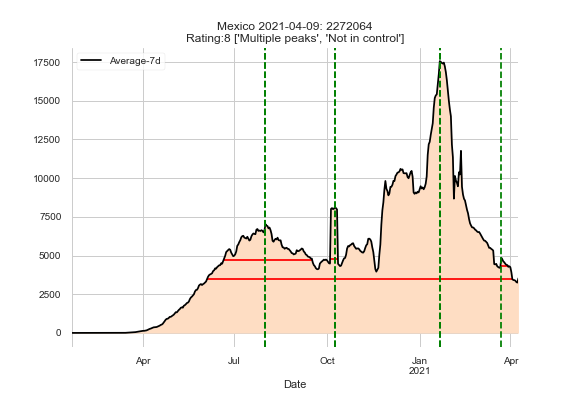 Mexico 2021-04-09: 2272064
Rating:8 ['Multiple peaks', 'Not in control']
Average-7d
17500
15000
12500
10000
7500
5000
2500
0
Apr
Jul
Oct
Jan
2021
Apr
Date